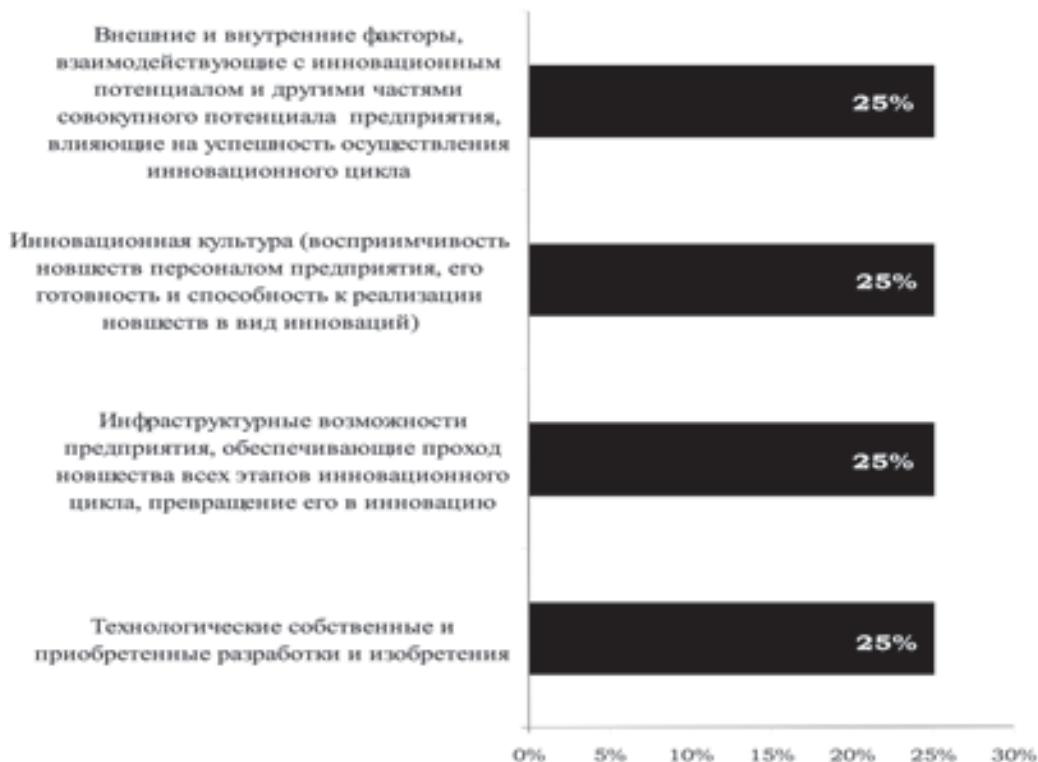 Внешние и внутренние факторы,
взаимодействующие с инновационным
потенциалом и другими частями
совокупного потенциала предприятия,
влияющие на успешность осуществления
инновационного цикла
25%
Инновационная культура (восприимчивость
новшеств персоналом предприятия, его
готовность и способность к реализации
новшеств в вид инноваций)
25%
Инфраструктурные возможности
предприятия, обеспечивающие проход
новшества всех этапов инновационного
цикла, превращение его в инновацию
25%
Технологические собственные и
приобретенные разработки и изобретения
25%
0% 5% 10% 15% 20% 25% 30%